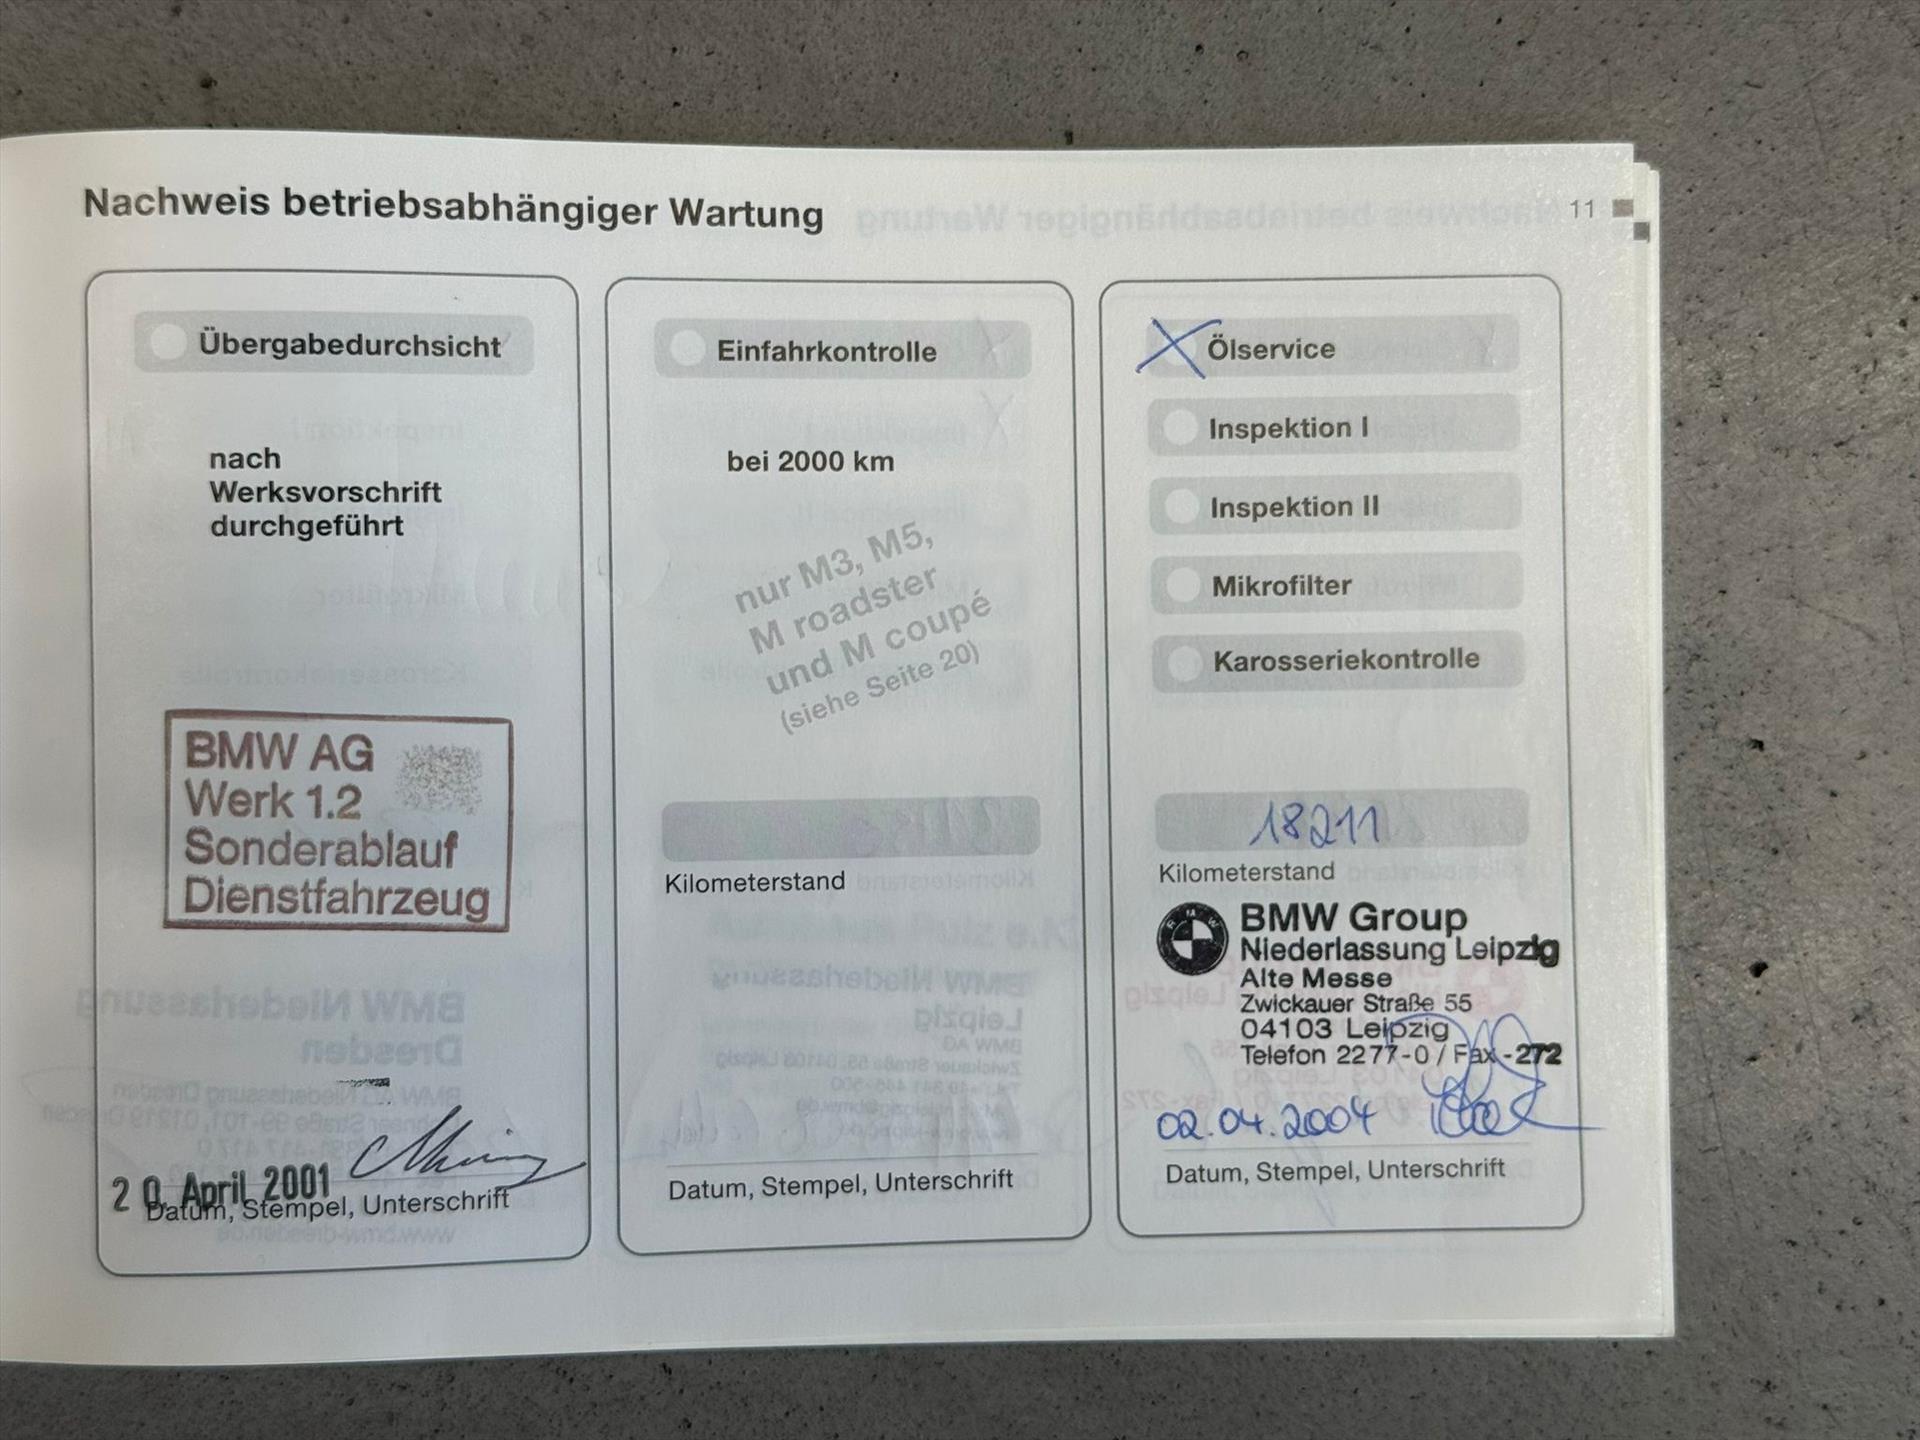 Nachweis betriebsabhängiger Wartung
11
Übergabedurchsicht
nach
Werksvorschrift
durchgeführt
BMW AG
Werk 1.2
Sonderablauf
Dienstfahrzeug
20. April 2001
Datum, Stempel, Unterschrift
Einfahrkontrolle
bei 2000 km
nur M3, M5,
M roadster
und M coupé
(siehe Seite 20)
Kilometerstand
Datum, Stempel, Unterschrift
Ölservice
Inspektion I
Inspektion II
Mikrofilter
Karosseriekontrolle
18211
Kilometerstand
BMW
BMW Group
Niederlassung Leipzig
Alte Messe
Zwickauer Straße 55
04103 Leipzig
Telefon 2277-0 / Fax -272
02.04.2004
Datum, Stempel, Unterschrift